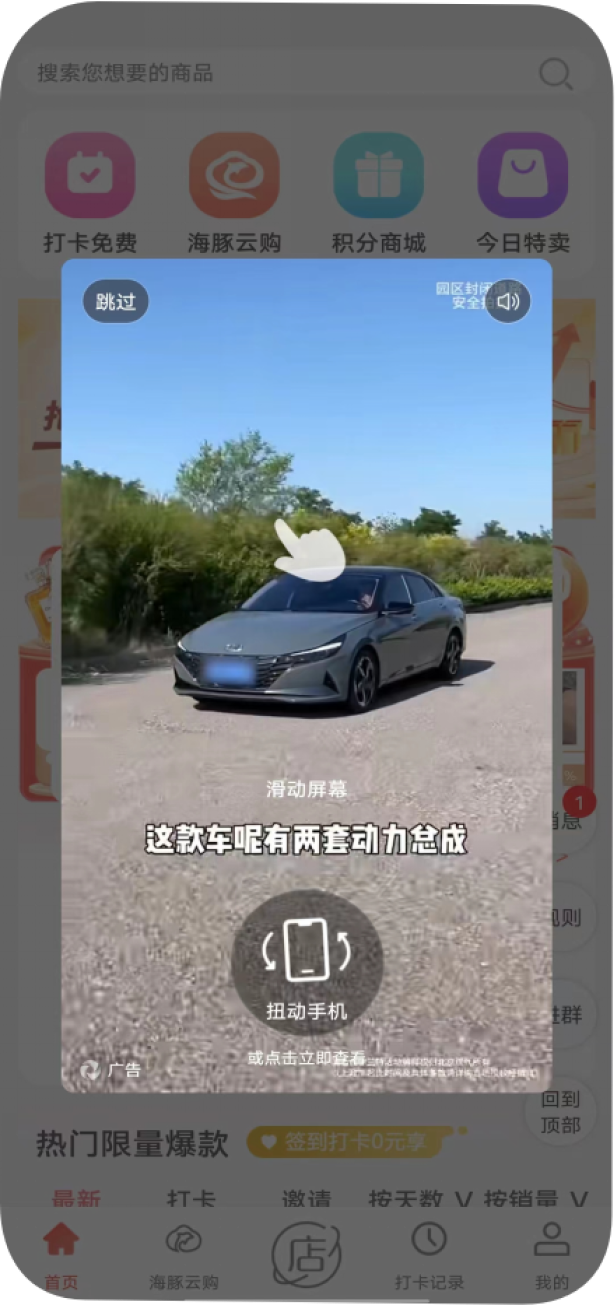 搜索您想要的商品
打卡免费
海豚云购
积分商城
今日特卖
跳过
园区封闭
安全拍
滑动屏幕
这款车呢有两套动力总成
1
消息
规则
进群
扭动手机
或点击立即查看
广告
回到
顶部
热门限量爆款
签到打卡0元享
最新
打卡
邀请
按天数
按销量
首页
海豚云购
店
打卡记录
我的